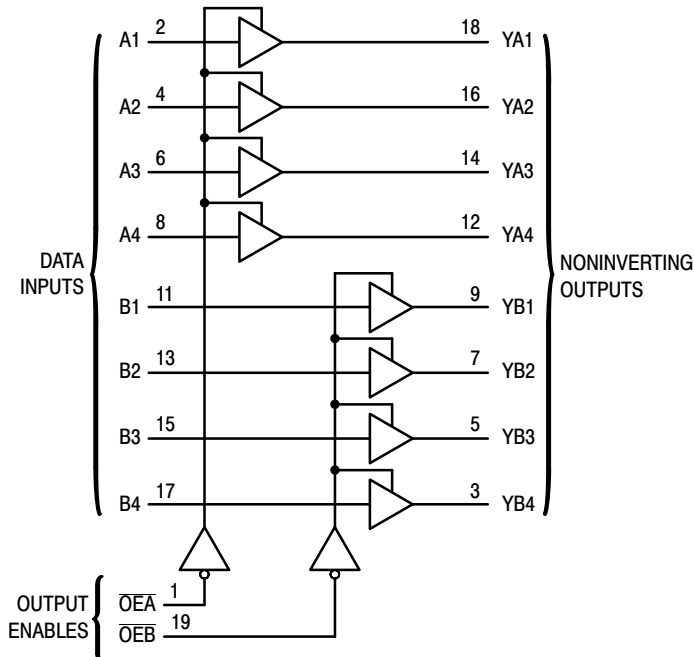 A1 2 18 YA1
A2 4 16 YA2
A3 6 14 YA3
A4 8 12 YA4
DATA
INPUTS
NONINVERTING
OUTPUTS
B1 11 9 YB1
B2 13 7 YB2
B3 15 5 YB3
B4 17 3 YB4
OUTPUT
ENABLES
O̅E̅A̅ 1
O̅E̅B̅ 19